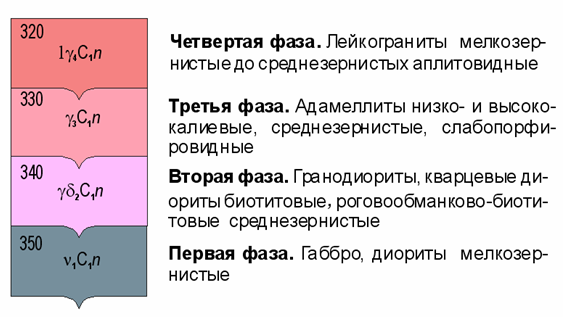 320
lγ₄C₁n
Четвертая фаза. Лейкограниты мелкозер-
нистые до среднезернистых аплитовидные
330
γ₃C₁n
Третья фаза. Адамеллиты низко- и высоко-
калиевые, среднезернистые, слабопорфи-
ровидные
340
γδ₂C₁n
Вторая фаза. Гранодиориты, кварцевые ди-
ориты биотитовые, роговообманково-биоти-
товые среднезернистые
350
ν₁C₁n
Первая фаза. Габбро, диориты мелкозер-
нистые